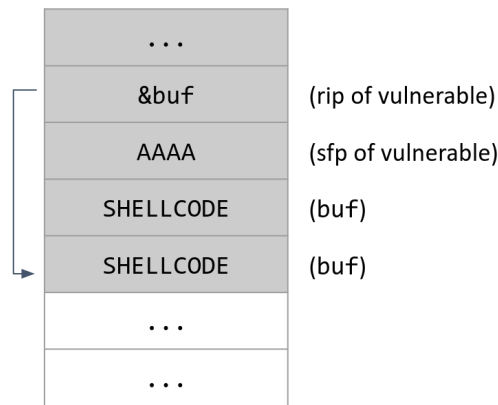 ...
&buf (rip of vulnerable)
AAAA (sfp of vulnerable)
SHELLCODE (buf)
SHELLCODE (buf)
...
...